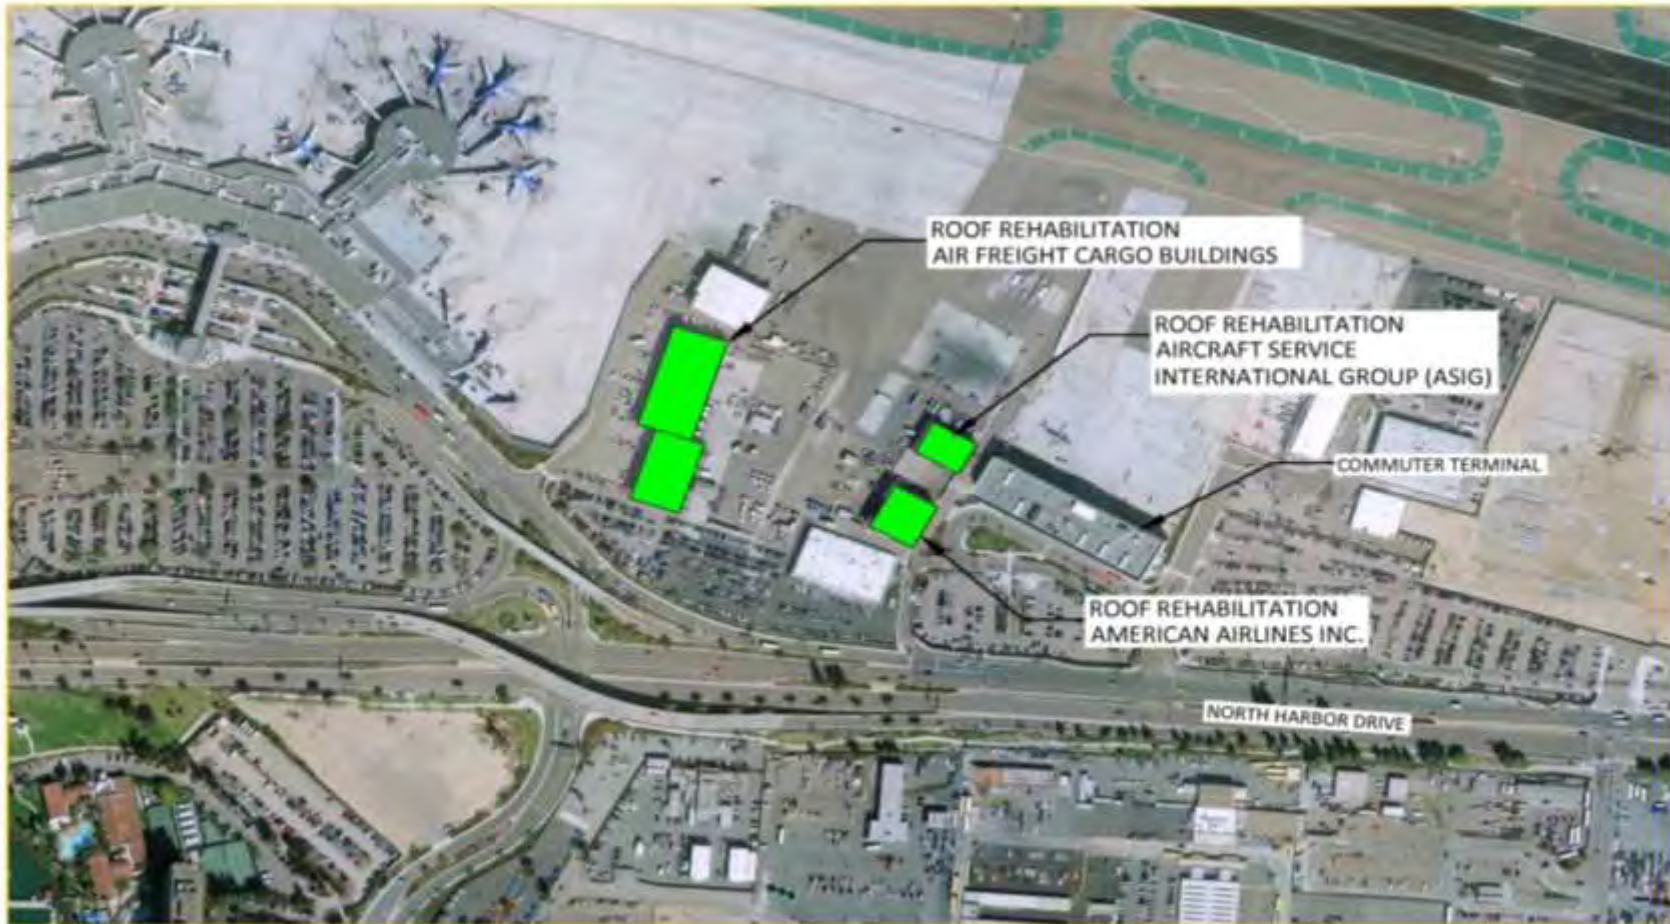 ROOF REHABILITATION
AIR FREIGHT CARGO BUILDINGS
ROOF REHABILITATION
AIRCRAFT SERVICE
INTERNATIONAL GROUP (ASIG)
COMMUTER TERMINAL
ROOF REHABILITATION
AMERICAN AIRLINES INC.
NORTH HARBOR DRIVE